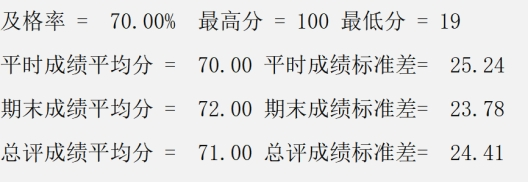 及格率 = 70.00% 最高分 = 100 最低分 = 19
平时成绩平均分 = 70.00 平时成绩标准差= 25.24
期末成绩平均分 = 72.00 期末成绩标准差= 23.78
总评成绩平均分 = 71.00 总评成绩标准差= 24.41